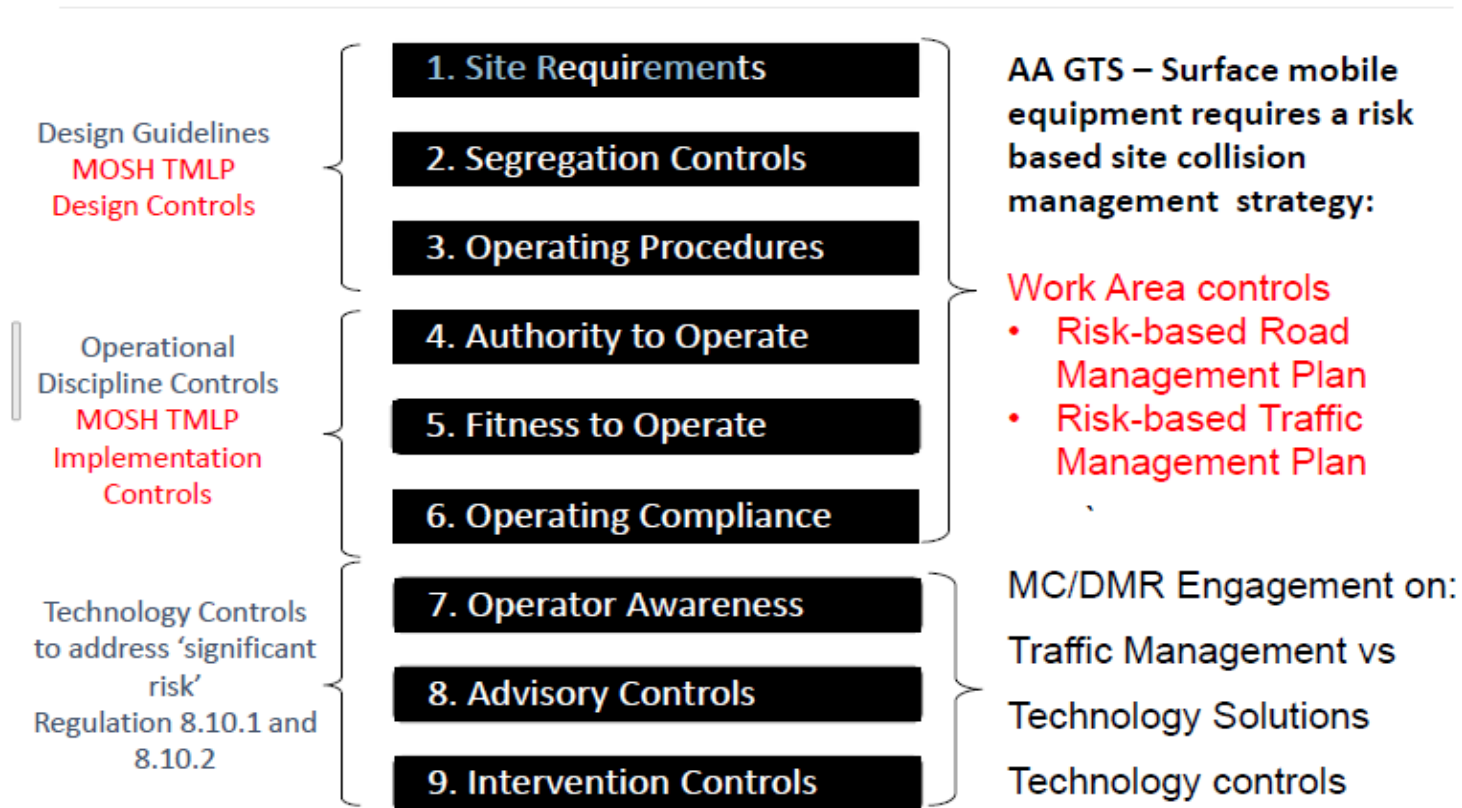 Design Guidelines
MOSH TMLP
Design Controls
Operational
Discipline Controls
MOSH TMLP
Implementation
Controls
Technology Controls
to address ‘significant
risk’
Regulation 8.10.1 and
8.10.2
1. Site Requirements
2. Segregation Controls
3. Operating Procedures
4. Authority to Operate
5. Fitness to Operate
6. Operating Compliance
7. Operator Awareness
8. Advisory Controls
9. Intervention Controls
AA GTS – Surface mobile
equipment requires a risk
based site collision
management strategy:
Work Area controls
• Risk-based Road
Management Plan
• Risk-based Traffic
Management Plan
`
MC/DMR Engagement on:
Traffic Management vs
Technology Solutions
Technology controls